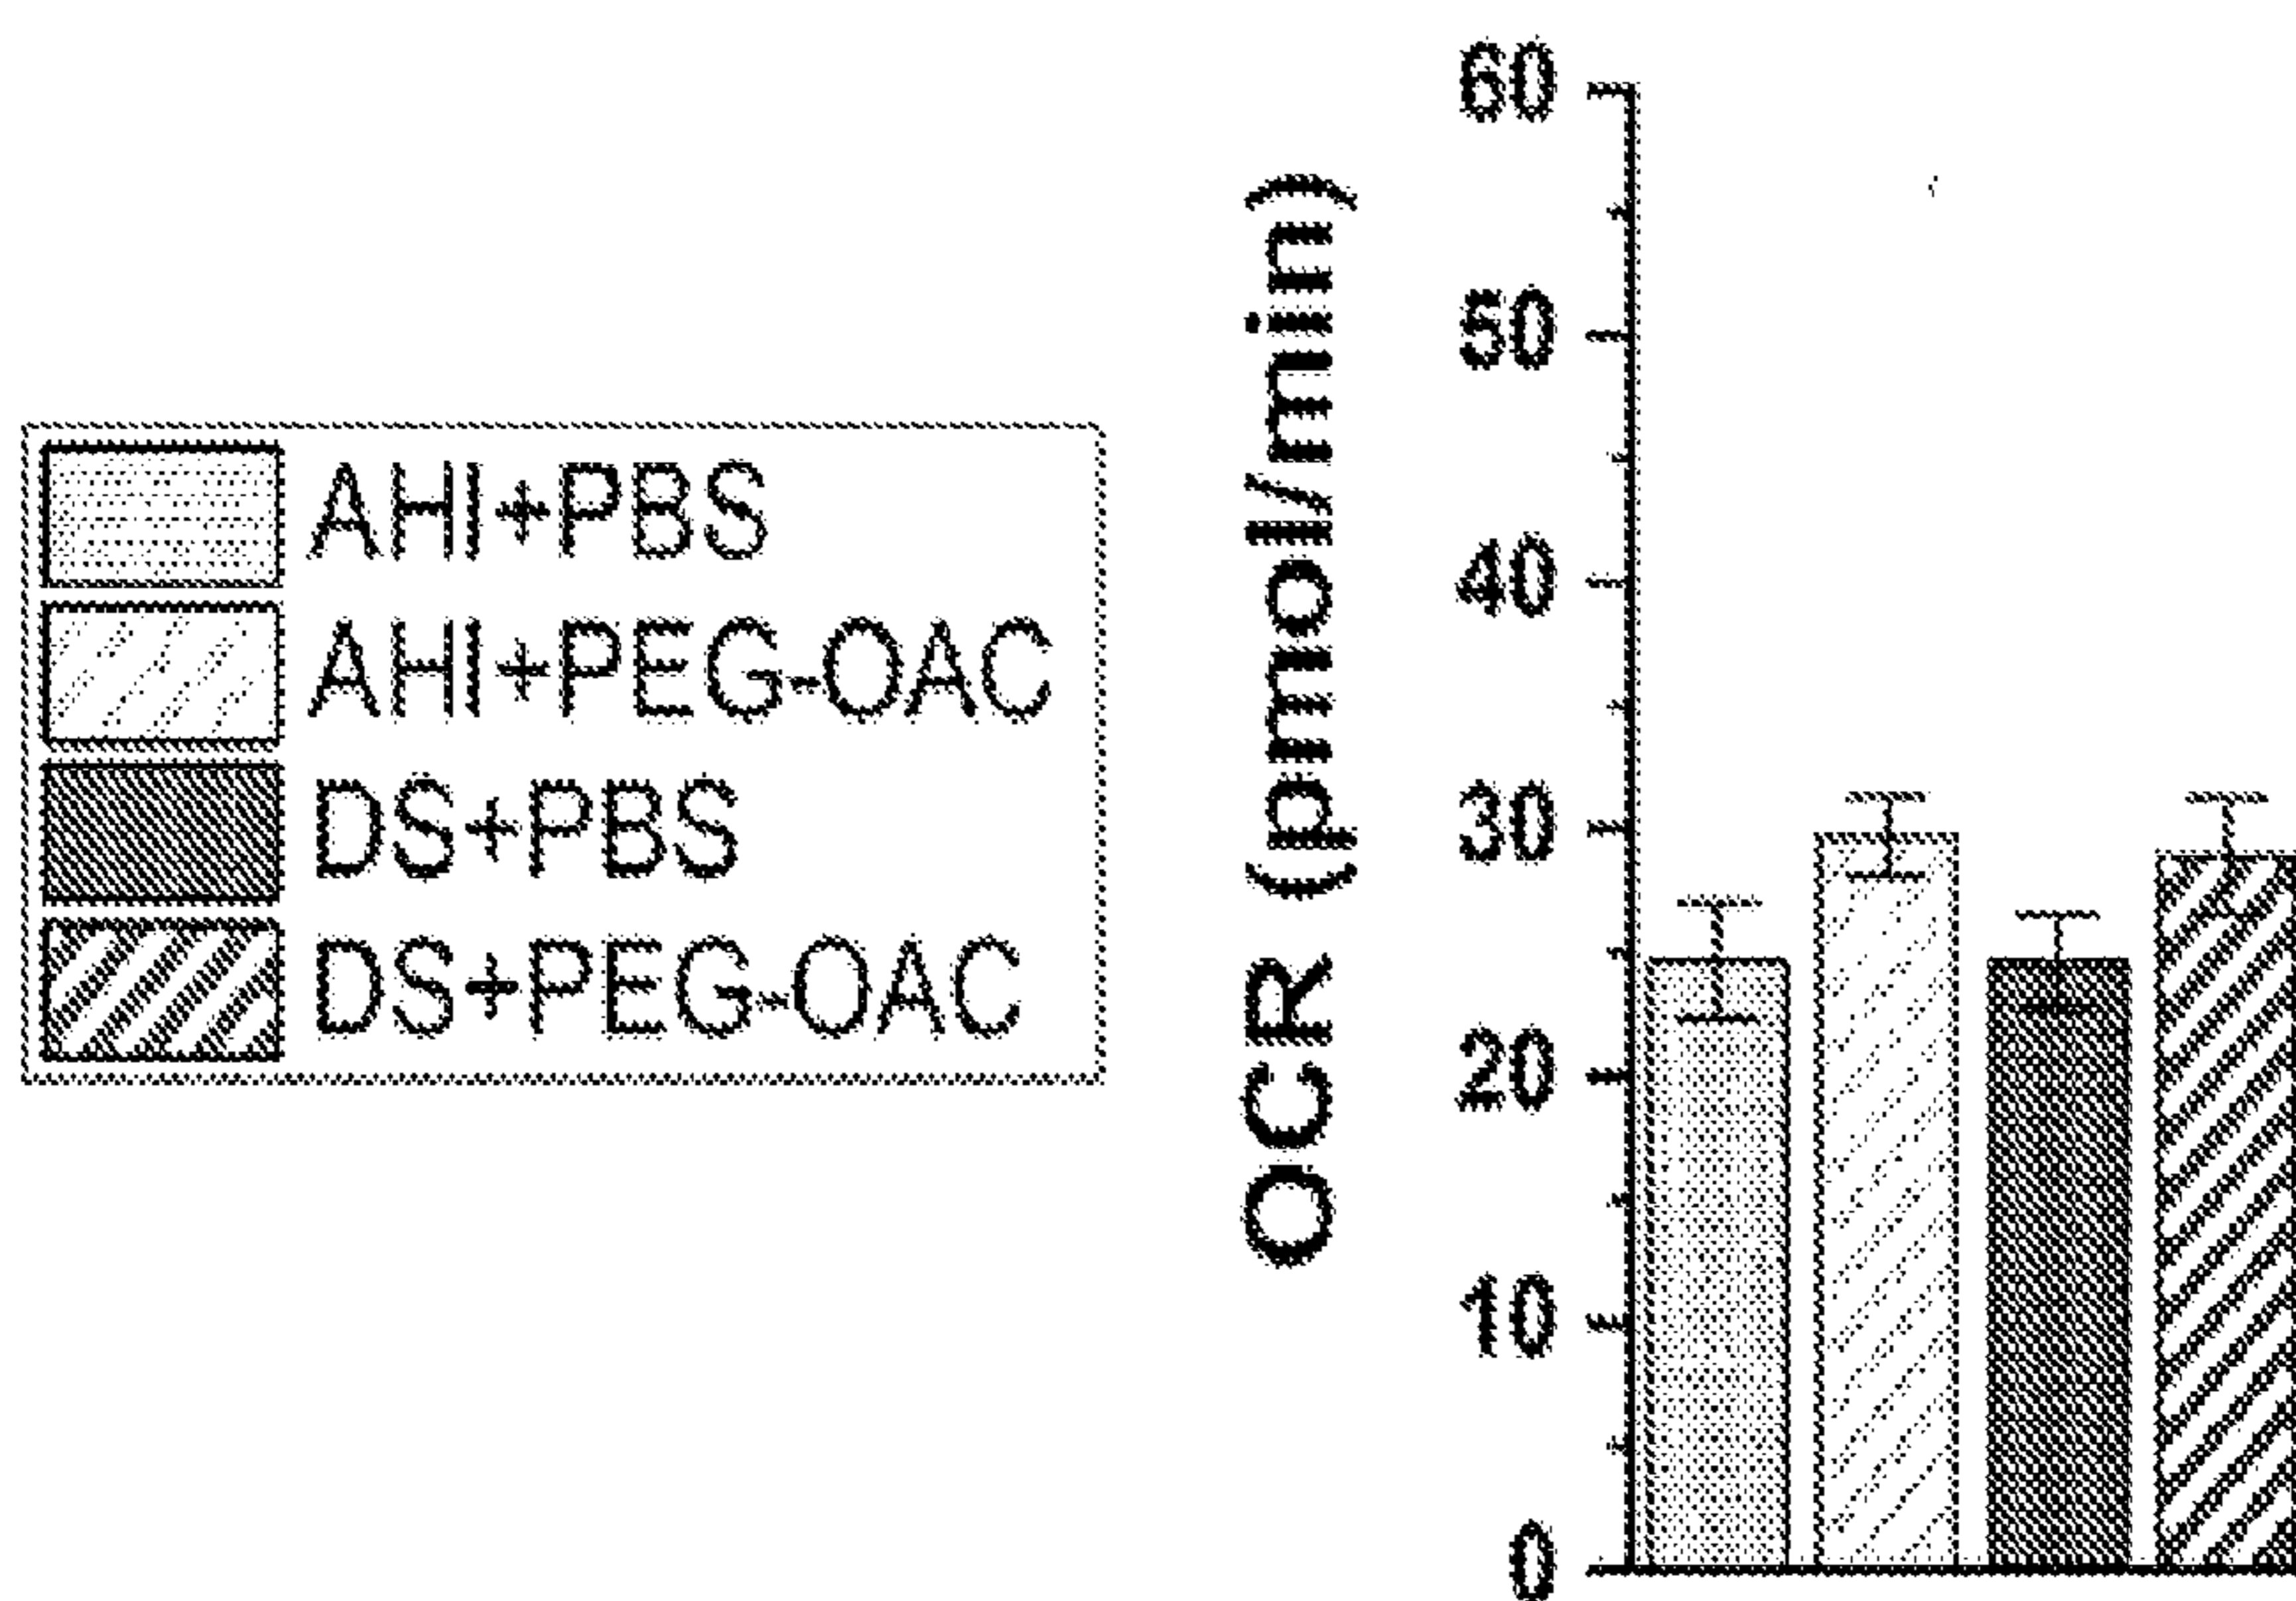 AHI+PBS
AHI+PEG-OAC
DS+PBS
DS+PEG-OAC
OCR (pmol/min)
60
50
40
30
20
10
0